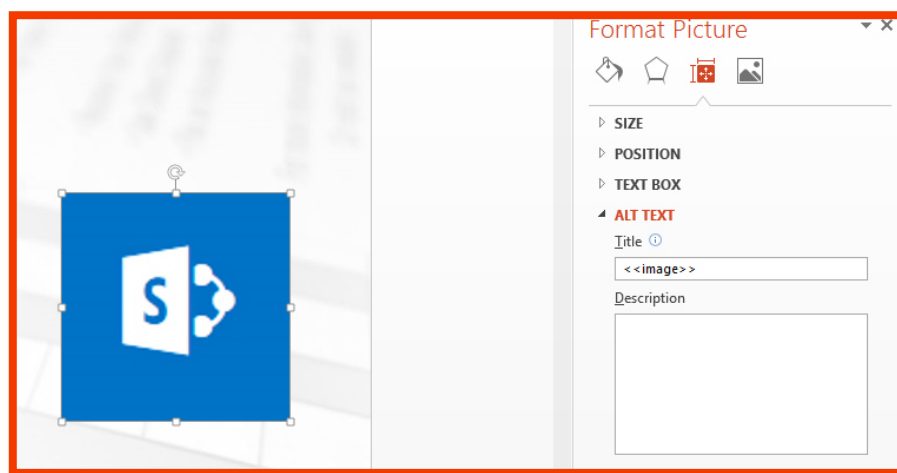 Format Picture
SIZE
POSITION
TEXT BOX
ALT TEXT
Title
<<image>>
Description
S